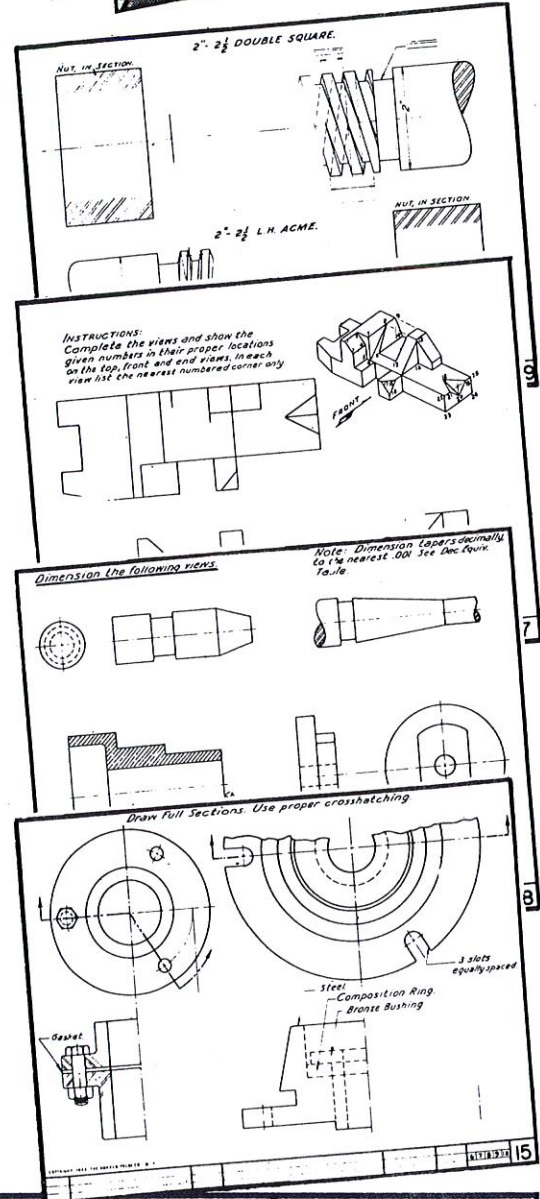 2"- 2½ DOUBLE SQUARE.
NUT, IN SECTION.
2"
NUT, IN SECTION
2"- 2½ L.H. ACME.
INSTRUCTIONS:
Complete the views and show the
given numbers in their proper locations
on the top, front and end views. In each
view list the nearest numbered corner only
FRONT
7
Dimension the following views.
Note: Dimension tapers decimally
to the nearest .001 See Dec. Equiv.
Table.
8
Draw Full Sections. Use proper crosshatching.
3 slots
equally spaced
Steel
Composition Ring.
Bronze Bushing
Gasket
15